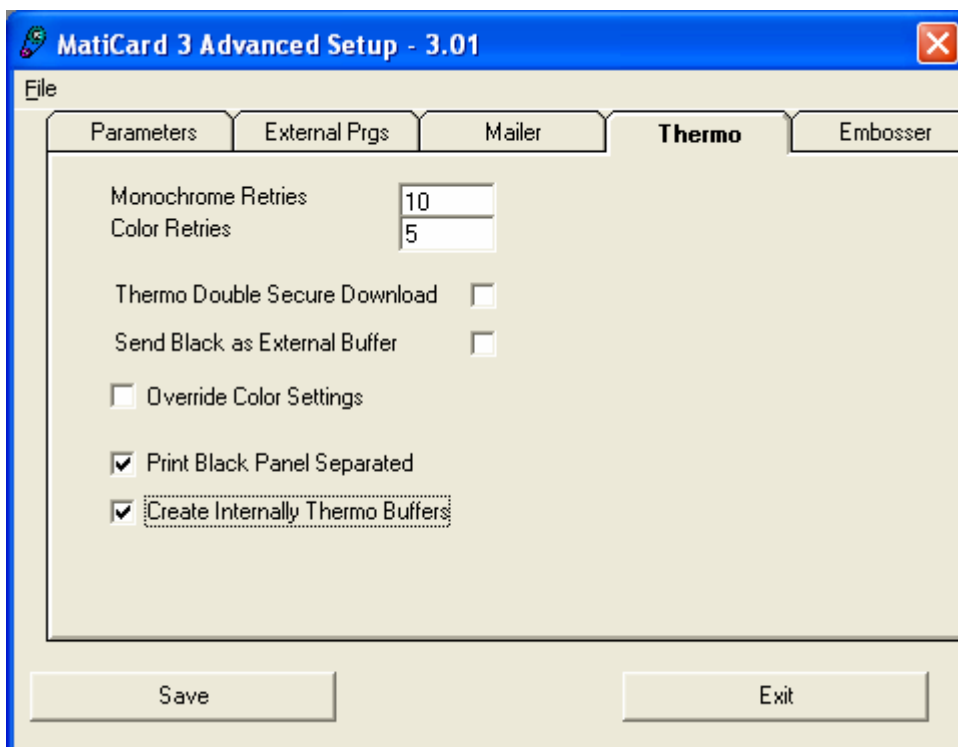 MatiCard 3 Advanced Setup - 3.01
File
Parameters External Prgs Mailer Thermo Embosser
Monochrome Retries 10
Color Retries 5
Thermo Double Secure Download
Send Black as External Buffer
Override Color Settings
Print Black Panel Separated
Create Internally Thermo Buffers
Save Exit